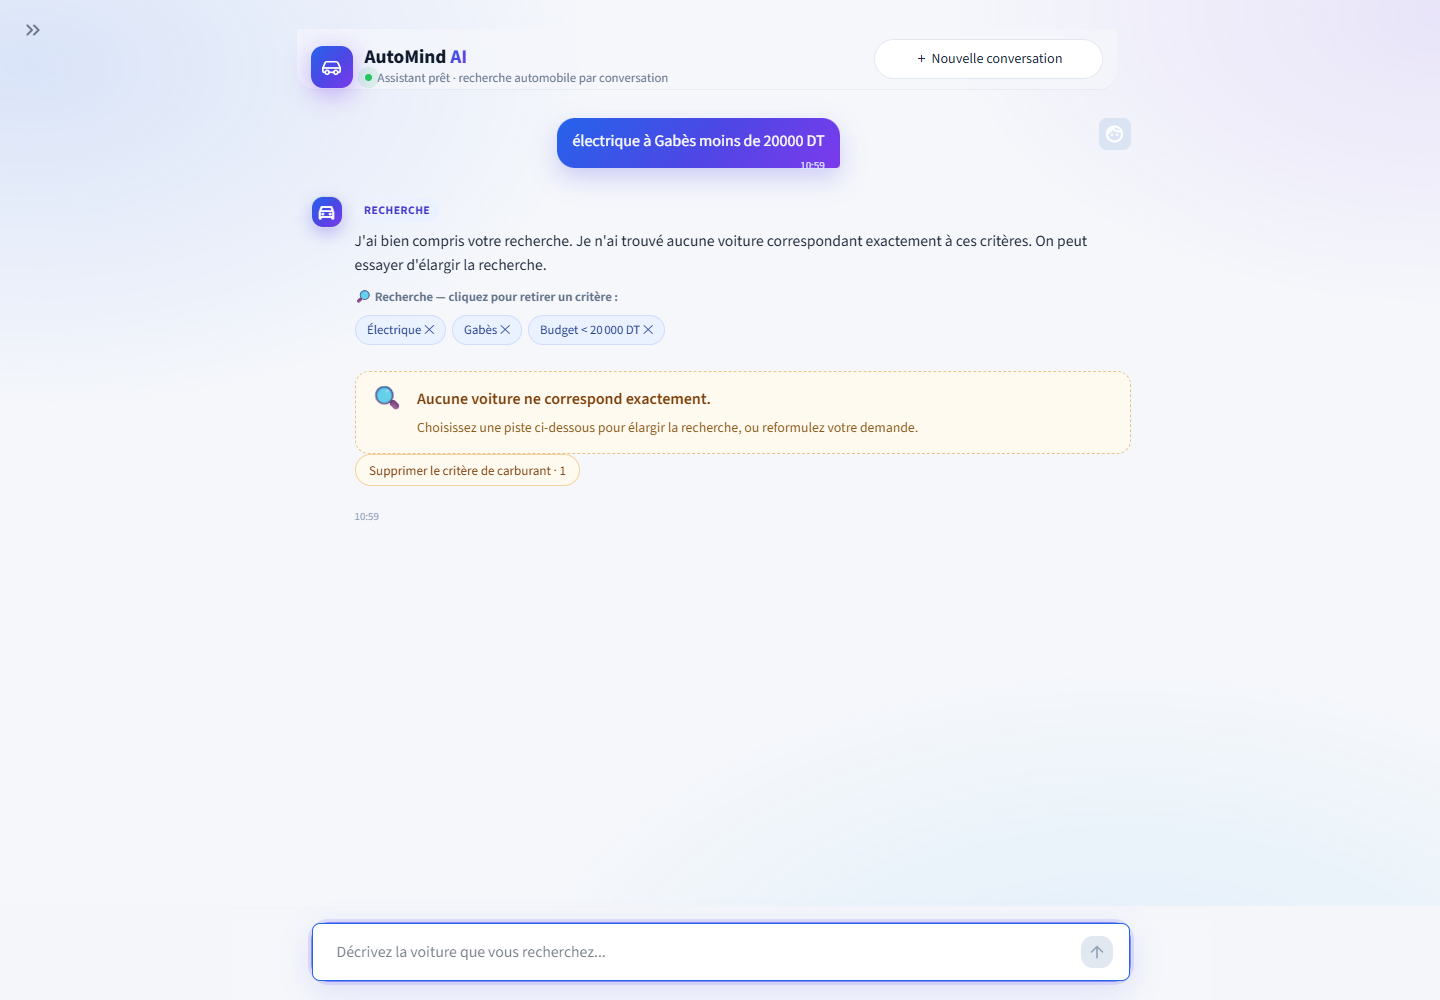 AutoMind AI
Assistant prêt · recherche automobile par conversation
+ Nouvelle conversation
électrique à Gabès moins de 20000 DT
10:59
RECHERCHE
J'ai bien compris votre recherche. Je n'ai trouvé aucune voiture correspondant exactement à ces critères. On peut
essayer d'élargir la recherche.
Recherche — cliquez pour retirer un critère :
Électrique ✕ Gabès ✕ Budget < 20 000 DT ✕
Aucune voiture ne correspond exactement.
Choisissez une piste ci-dessous pour élargir la recherche, ou reformulez votre demande.
Supprimer le critère de carburant · 1
10:59
Décrivez la voiture que vous recherchez...